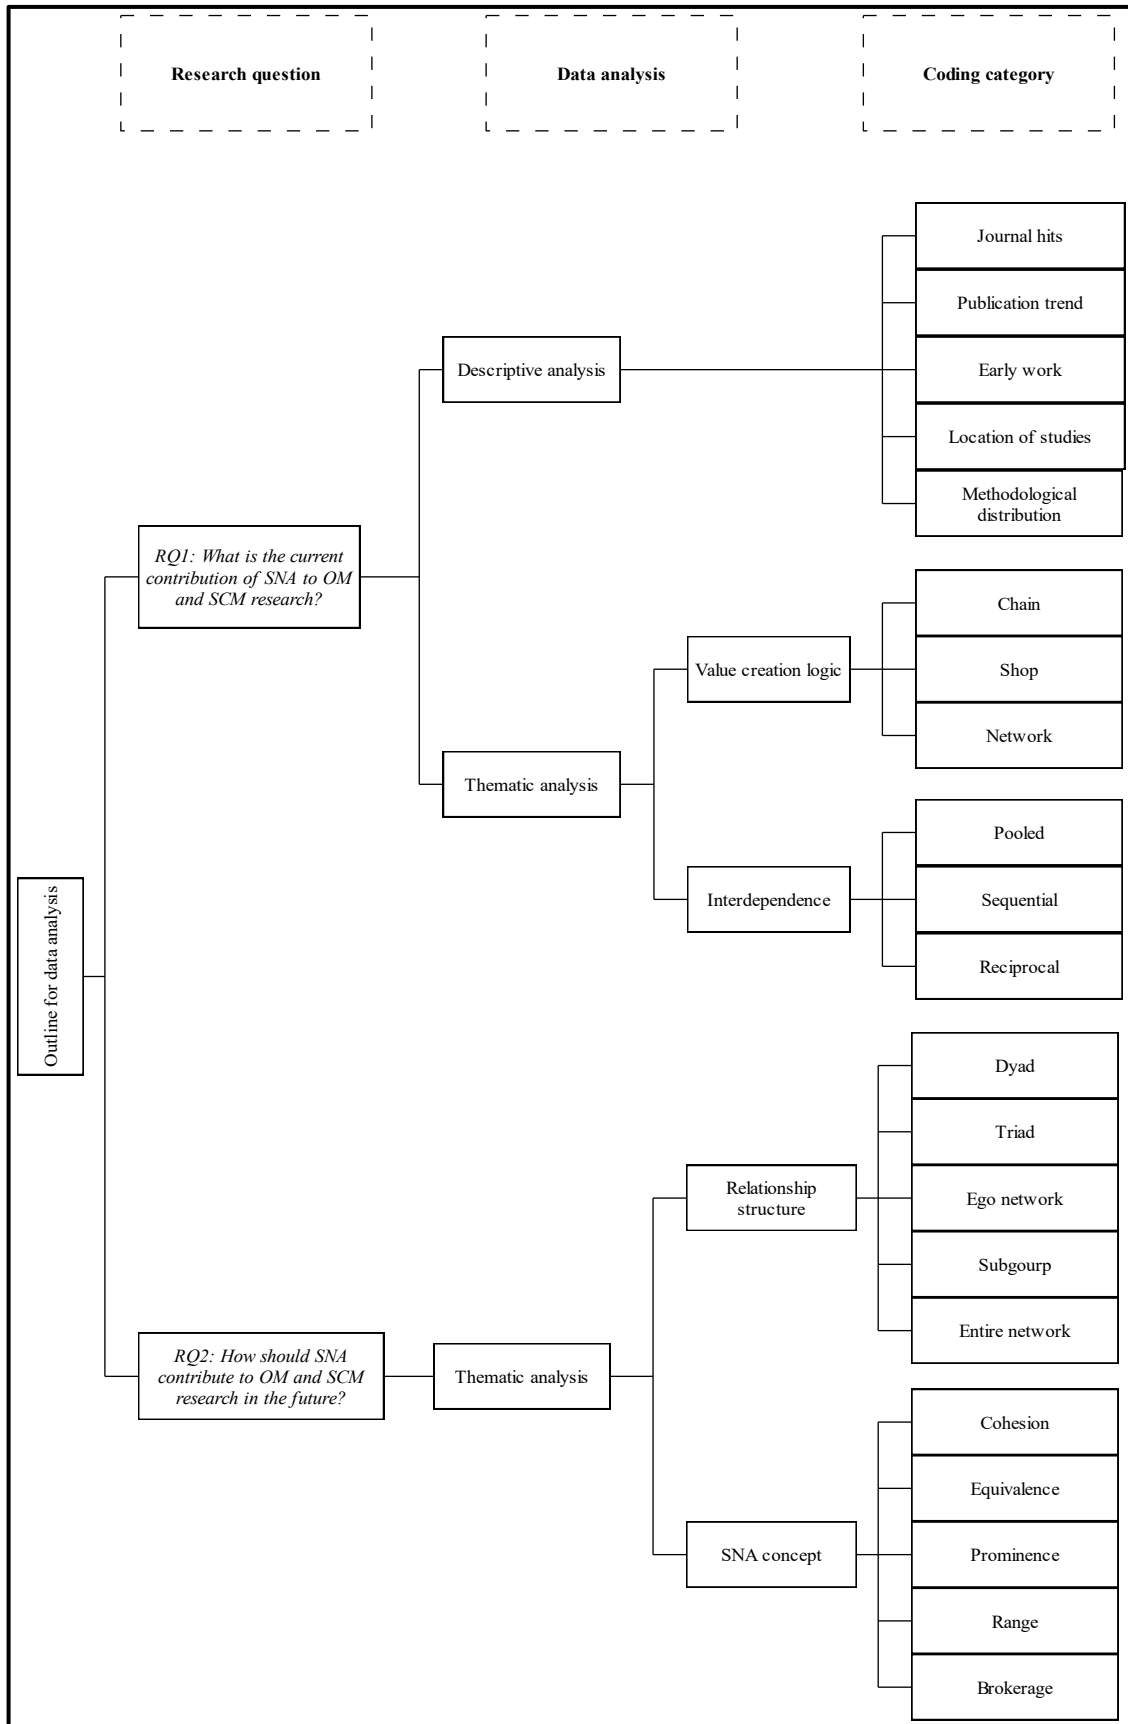 Research question
Data analysis
Coding category
Journal hits
Publication trend
Descriptive analysis
Early work
Location of studies
Methodological
distribution
RQ1: What is the current
contribution of SNA to OM
and SCM research?
Chain
Value creation logic
Shop
Network
Thematic analysis
Pooled
Interdependence
Sequential
Reciprocal
Outline for data analysis
Dyad
Triad
Relationship
structure
Ego network
Subgourp
Entire network
RQ2: How should SNA
contribute to OM and SCM
research in the future?
Thematic analysis
Cohesion
Equivalence
SNA concept
Prominence
Range
Brokerage